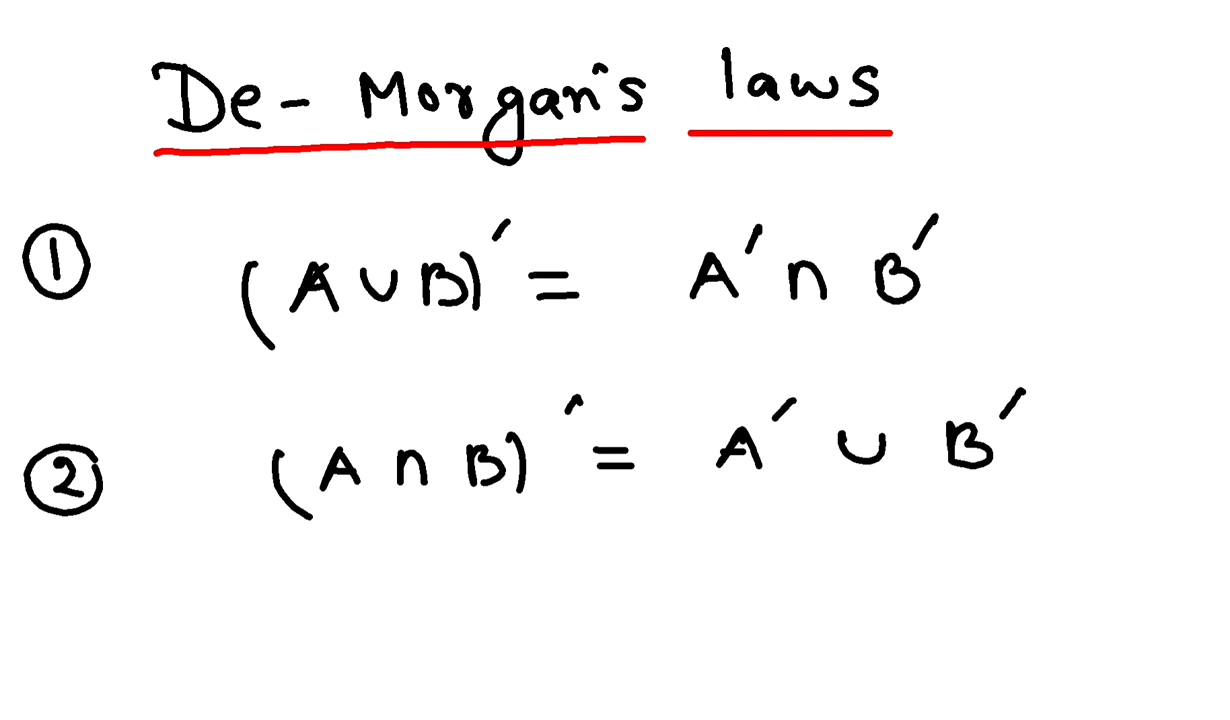 De-Morgan's laws
① (A ∪ B)′ = A′ ∩ B′
② (A ∩ B)′ = A′ ∪ B′